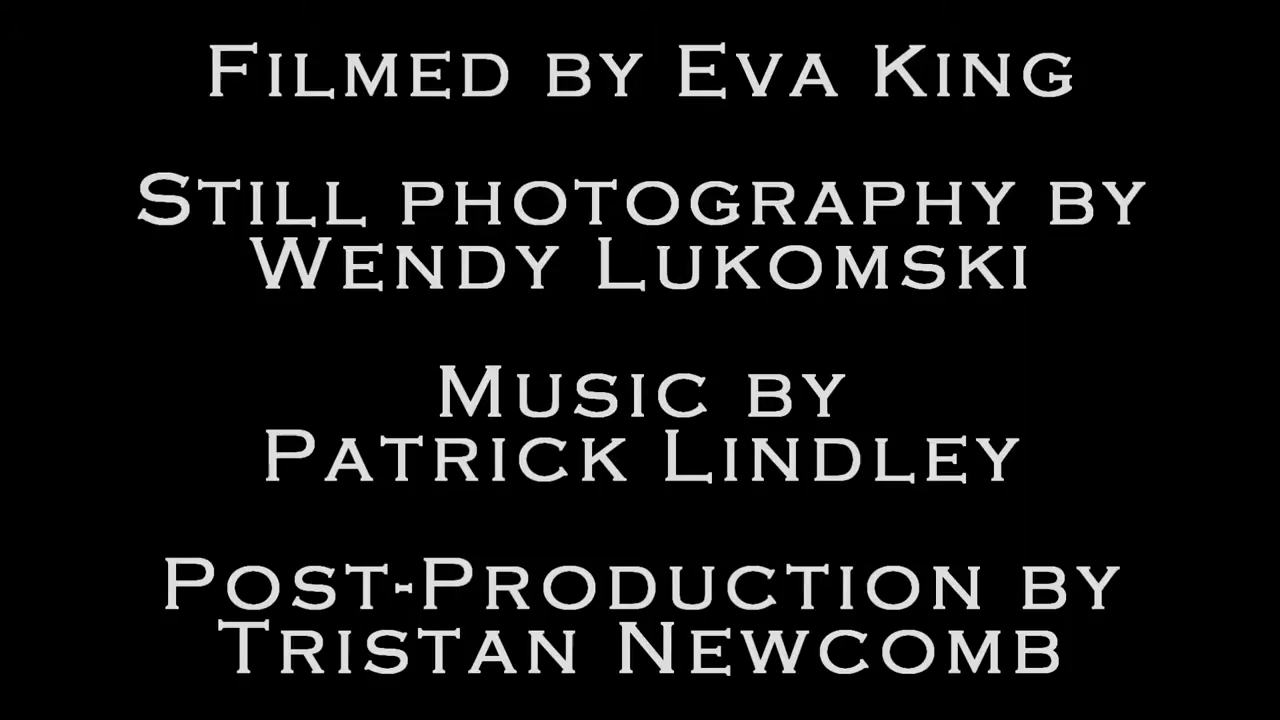 Filmed by Eva King
Still photography by
Wendy Lukomski
Music by
Patrick Lindley
Post-Production by
Tristan Newcomb